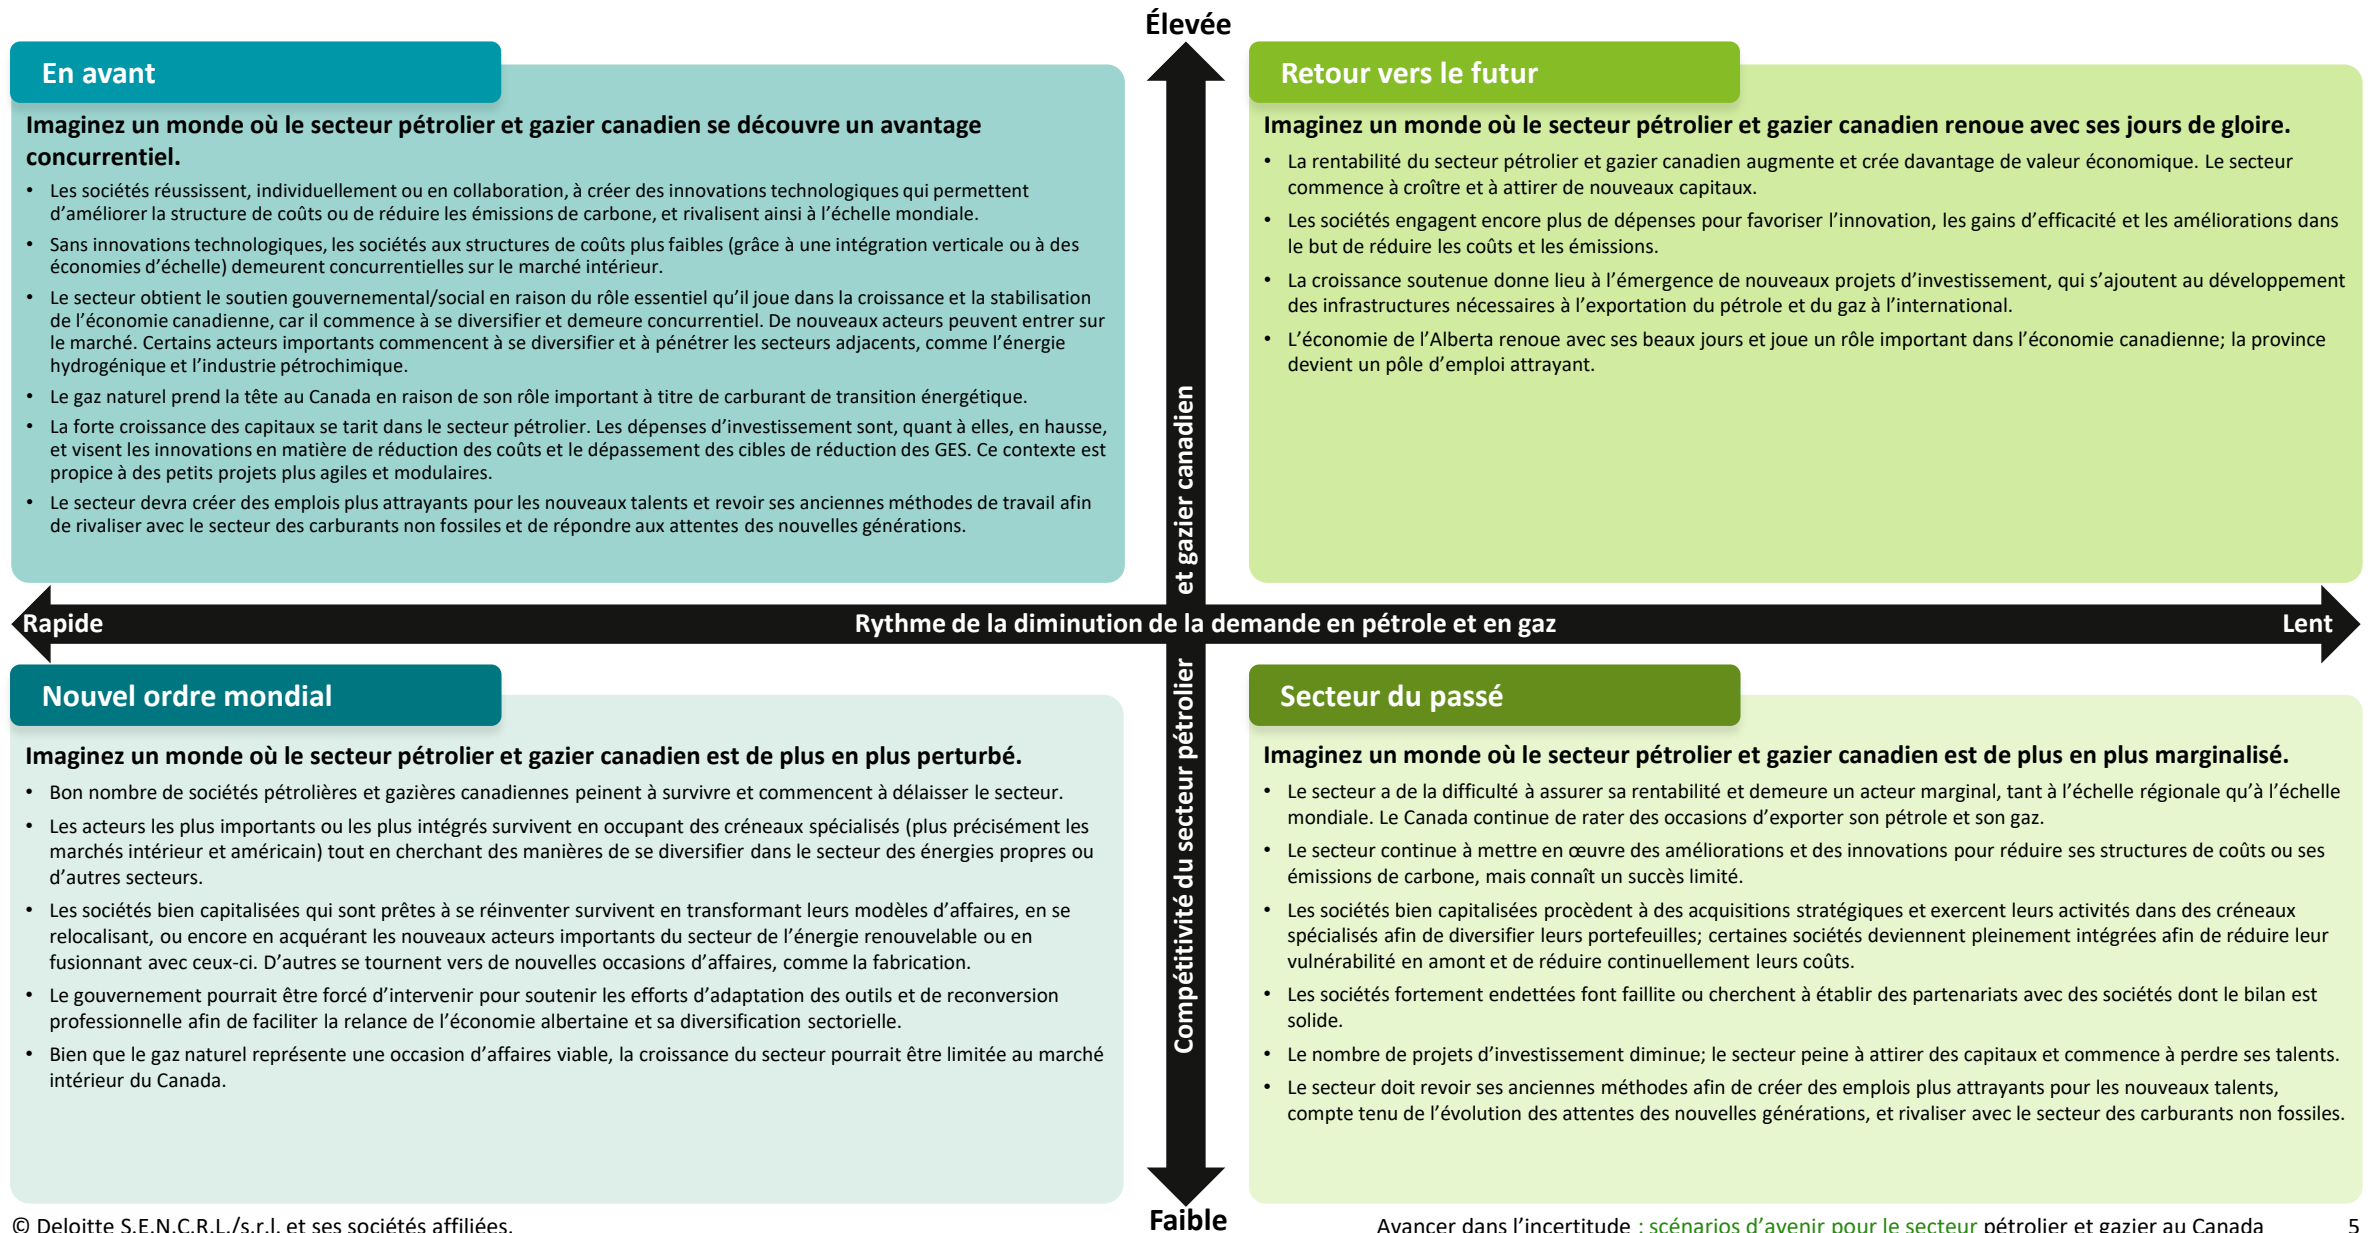 Élevée
En avant
Imaginez un monde où le secteur pétrolier et gazier canadien se découvre un avantage
concurrentiel.
• Les sociétés réussissent, individuellement ou en collaboration, à créer des innovations technologiques qui permettent
d’améliorer la structure de coûts ou de réduire les émissions de carbone, et rivalisent ainsi à l’échelle mondiale.
• Sans innovations technologiques, les sociétés aux structures de coûts plus faibles (grâce à une intégration verticale ou à des
économies d’échelle) demeurent concurrentielles sur le marché intérieur.
• Le secteur obtient le soutien gouvernemental/social en raison du rôle essentiel qu’il joue dans la croissance et la stabilisation
de l’économie canadienne, car il commence à se diversifier et demeure concurrentiel. De nouveaux acteurs peuvent entrer sur
le marché. Certains acteurs importants commencent à se diversifier et à pénétrer les secteurs adjacents, comme l’énergie
hydrogénique et l’industrie pétrochimique.
• Le gaz naturel prend la tête au Canada en raison de son rôle important à titre de carburant de transition énergétique.
• La forte croissance des capitaux se tarit dans le secteur pétrolier. Les dépenses d’investissement sont, quant à elles, en hausse,
et visent les innovations en matière de réduction des coûts et le dépassement des cibles de réduction des GES. Ce contexte est
propice à des petits projets plus agiles et modulaires.
• Le secteur devra créer des emplois plus attrayants pour les nouveaux talents et revoir ses anciennes méthodes de travail afin
de rivaliser avec le secteur des carburants non fossiles et de répondre aux attentes des nouvelles générations.
Retour vers le futur
Imaginez un monde où le secteur pétrolier et gazier canadien renoue avec ses jours de gloire.
• La rentabilité du secteur pétrolier et gazier canadien augmente et crée davantage de valeur économique. Le secteur
commence à croître et à attirer de nouveaux capitaux.
• Les sociétés engagent encore plus de dépenses pour favoriser l’innovation, les gains d’efficacité et les améliorations dans
le but de réduire les coûts et les émissions.
• La croissance soutenue donne lieu à l’émergence de nouveaux projets d’investissement, qui s’ajoutent au développement
des infrastructures nécessaires à l’exportation du pétrole et du gaz à l’international.
• L’économie de l’Alberta renoue avec ses beaux jours et joue un rôle important dans l’économie canadienne; la province
devient un pôle d’emploi attrayant.
Rapide
Rythme de la diminution de la demande en pétrole et en gaz
Lent
Compétitivité du secteur pétrolier et gazier canadien
Nouvel ordre mondial
Imaginez un monde où le secteur pétrolier et gazier canadien est de plus en plus perturbé.
• Bon nombre de sociétés pétrolières et gazières canadiennes peinent à survivre et commencent à délaisser le secteur.
• Les acteurs les plus importants ou les plus intégrés survivent en occupant des créneaux spécialisés (plus précisément les
marchés intérieur et américain) tout en cherchant des manières de se diversifier dans le secteur des énergies propres ou
d’autres secteurs.
• Les sociétés bien capitalisées qui sont prêtes à se réinventer survivent en transformant leurs modèles d’affaires, en se
relocalisant, ou encore en acquérant les nouveaux acteurs importants du secteur de l’énergie renouvelable ou en
fusionnant avec ceux-ci. D’autres se tournent vers de nouvelles occasions d’affaires, comme la fabrication.
• Le gouvernement pourrait être forcé d’intervenir pour soutenir les efforts d’adaptation des outils et de reconversion
professionnelle afin de faciliter la relance de l’économie albertaine et sa diversification sectorielle.
• Bien que le gaz naturel représente une occasion d’affaires viable, la croissance du secteur pourrait être limitée au marché
intérieur du Canada.
Secteur du passé
Imaginez un monde où le secteur pétrolier et gazier canadien est de plus en plus marginalisé.
• Le secteur a de la difficulté à assurer sa rentabilité et demeure un acteur marginal, tant à l’échelle régionale qu’à l’échelle
mondiale. Le Canada continue de rater des occasions d’exporter son pétrole et son gaz.
• Le secteur continue à mettre en œuvre des améliorations et des innovations pour réduire ses structures de coûts ou ses
émissions de carbone, mais connaît un succès limité.
• Les sociétés bien capitalisées procèdent à des acquisitions stratégiques et exercent leurs activités dans des créneaux
spécialisés afin de diversifier leurs portefeuilles; certaines sociétés deviennent pleinement intégrées afin de réduire leur
vulnérabilité en amont et de réduire continuellement leurs coûts.
• Les sociétés fortement endettées font faillite ou cherchent à établir des partenariats avec des sociétés dont le bilan est
solide.
• Le nombre de projets d’investissement diminue; le secteur peine à attirer des capitaux et commence à perdre ses talents.
• Le secteur doit revoir ses anciennes méthodes afin de créer des emplois plus attrayants pour les nouveaux talents,
compte tenu de l’évolution des attentes des nouvelles générations, et rivaliser avec le secteur des carburants non fossiles.
Faible
© Deloitte S.E.N.C.R.L./s.r.l. et ses sociétés affiliées.
Avancer dans l’incertitude : scénarios d’avenir pour le secteur pétrolier et gazier au Canada 5